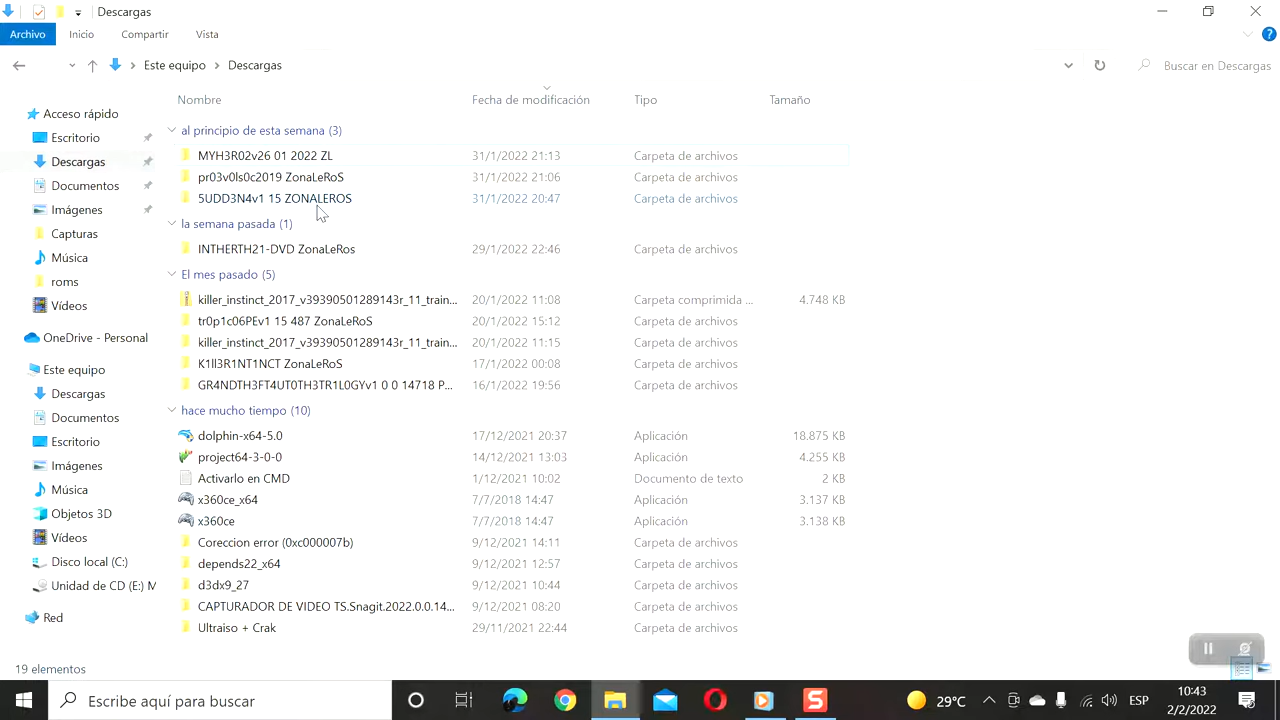 Descargas
Archivo Inicio Compartir Vista
Este equipo > Descargas Buscar en Descargas
Nombre Fecha de modificación Tipo Tamaño
Acceso rápido
Escritorio
Descargas
Documentos
Imágenes
Capturas
Música
roms
Vídeos
OneDrive - Personal
Este equipo
Descargas
Documentos
Escritorio
Imágenes
Música
Objetos 3D
Vídeos
Disco local (C:)
Unidad de CD (E:) M
Red
al principio de esta semana (3)
MYH3R02v26 01 2022 ZL 31/1/2022 21:13 Carpeta de archivos
pr03v0ls0c2019 ZonaLeRoS 31/1/2022 21:06 Carpeta de archivos
5UDD3N4v1 15 ZONALEROS 31/1/2022 20:47 Carpeta de archivos
la semana pasada (1)
INTHERTH21-DVD ZonaLeRos 29/1/2022 22:46 Carpeta de archivos
El mes pasado (5)
killer_instinct_2017_v39390501289143r_11_train... 20/1/2022 11:08 Carpeta comprimida ... 4.748 KB
tr0p1c06PEv1 15 487 ZonaLeRoS 20/1/2022 15:12 Carpeta de archivos
killer_instinct_2017_v39390501289143r_11_train... 20/1/2022 11:15 Carpeta de archivos
K1ll3R1NT1NCT ZonaLeRoS 17/1/2022 00:08 Carpeta de archivos
GR4NDTH3FT4UT0TH3TR1L0GYv1 0 0 14718 P... 16/1/2022 19:56 Carpeta de archivos
hace mucho tiempo (10)
dolphin-x64-5.0 17/12/2021 20:37 Aplicación 18.875 KB
project64-3-0-0 14/12/2021 13:03 Aplicación 4.255 KB
Activarlo en CMD 1/12/2021 10:02 Documento de texto 2 KB
x360ce_x64 7/7/2018 14:47 Aplicación 3.137 KB
x360ce 7/7/2018 14:47 Aplicación 3.138 KB
Coreccion error (0xc000007b) 9/12/2021 14:11 Carpeta de archivos
depends22_x64 9/12/2021 12:57 Carpeta de archivos
d3dx9_27 9/12/2021 10:44 Carpeta de archivos
CAPTURADOR DE VIDEO TS.Snagit.2022.0.0.14... 9/12/2021 08:20 Carpeta de archivos
Ultraiso + Crak 29/11/2021 22:44 Carpeta de archivos
19 elementos
Escribe aquí para buscar 29°C ESP 10:43
2/2/2022